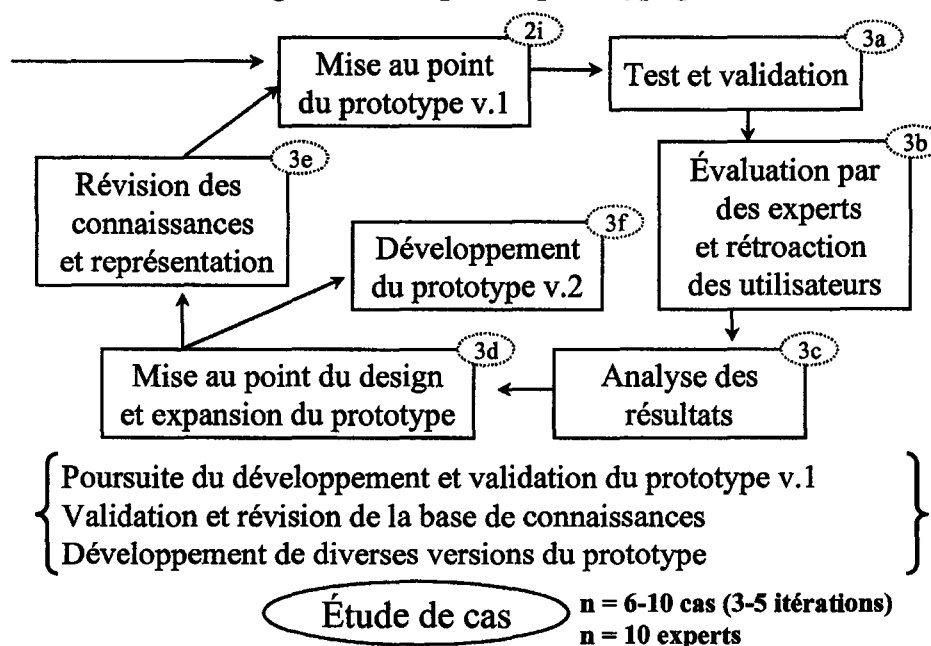 2i
Mise au point
du prototype v.1
3a
Test et validation
3b
Évaluation par
des experts
et rétroaction
des utilisateurs
3e
Révision des
connaissances
et représentation
3f
Développement
du prototype v.2
3d
Mise au point du design
et expansion du prototype
3c
Analyse des
résultats
Poursuite du développement et validation du prototype v.1
Validation et révision de la base de connaissances
Développement de diverses versions du prototype
Étude de cas
n = 6-10 cas (3-5 itérations)
n = 10 experts